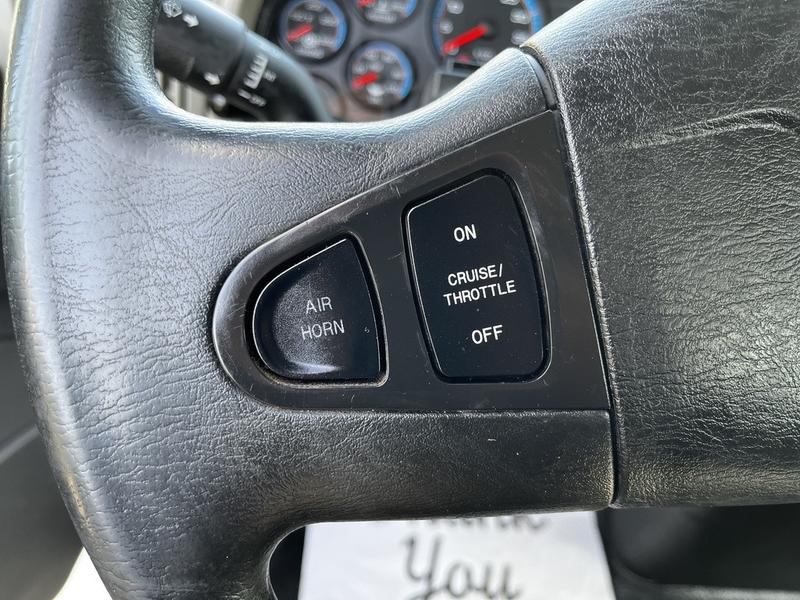 ON
CRUISE/
THROTTLE
OFF
AIR
HORN
You